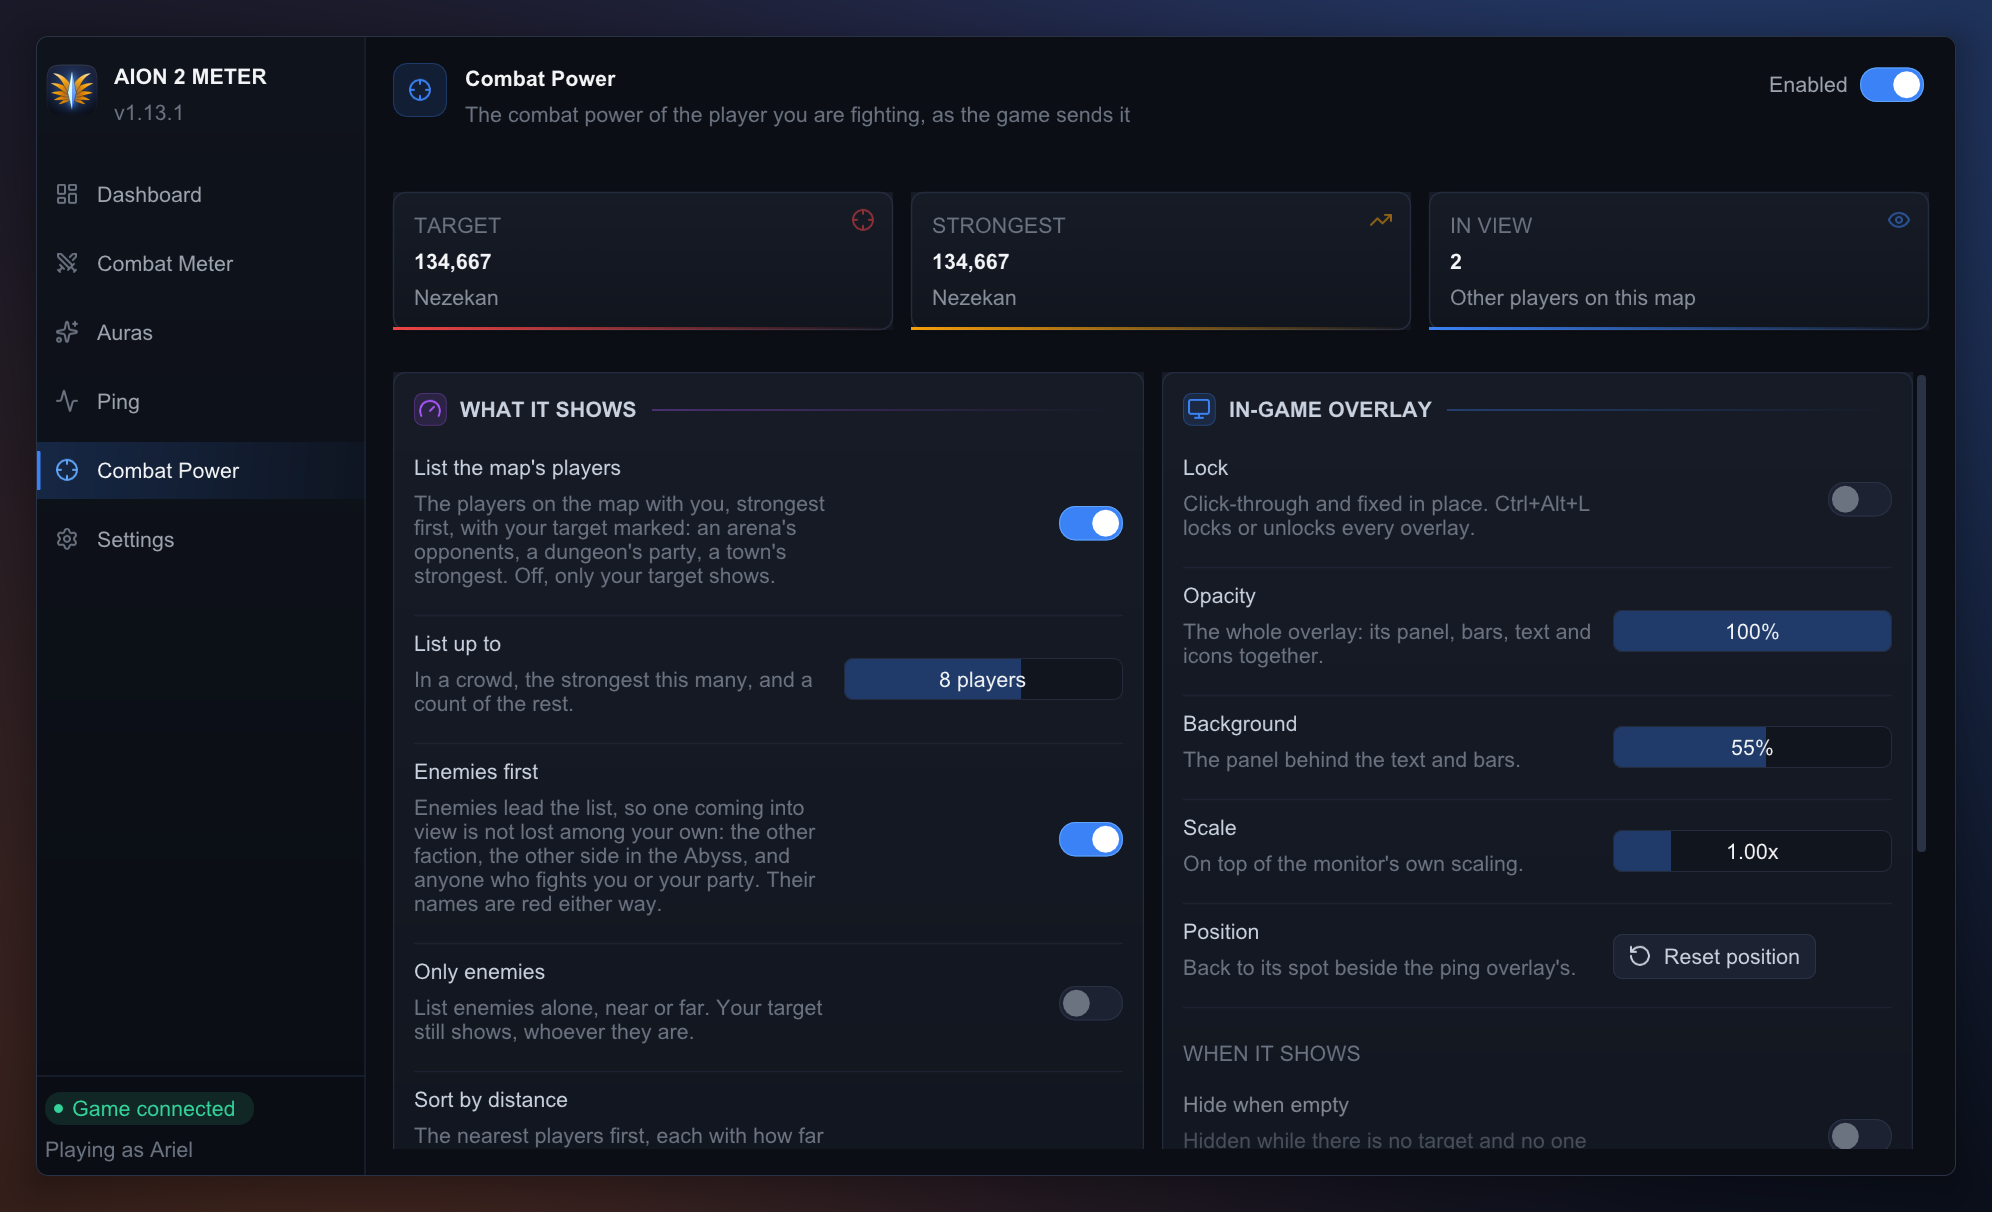 AION 2 METER
v1.13.1
Dashboard
Combat Meter
Auras
Ping
Combat Power
Settings
Game connected
Playing as Ariel
Combat Power
The combat power of the player you are fighting, as the game sends it
Enabled
TARGET
134,667
Nezekan
STRONGEST
134,667
Nezekan
IN VIEW
2
Other players on this map
WHAT IT SHOWS
List the map's players
The players on the map with you, strongest
first, with your target marked: an arena's
opponents, a dungeon's party, a town's
strongest. Off, only your target shows.
List up to
In a crowd, the strongest this many, and a
count of the rest.
8 players
Enemies first
Enemies lead the list, so one coming into
view is not lost among your own: the other
faction, the other side in the Abyss, and
anyone who fights you or your party. Their
names are red either way.
Only enemies
List enemies alone, near or far. Your target
still shows, whoever they are.
Sort by distance
The nearest players first, each with how far
IN-GAME OVERLAY
Lock
Click-through and fixed in place. Ctrl+Alt+L
locks or unlocks every overlay.
Opacity
The whole overlay: its panel, bars, text and
icons together.
100%
Background
The panel behind the text and bars.
55%
Scale
On top of the monitor's own scaling.
1.00x
Position
Back to its spot beside the ping overlay's.
Reset position
WHEN IT SHOWS
Hide when empty
Hidden while there is no target and no one